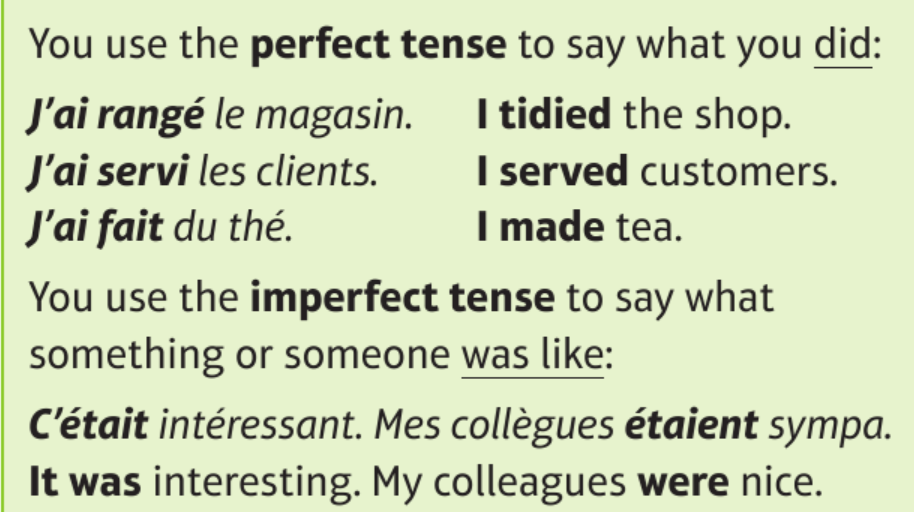 You use the perfect tense to say what you did:
J'ai rangé le magasin. I tidied the shop.
J'ai servi les clients. I served customers.
J'ai fait du thé. I made tea.
You use the imperfect tense to say what
something or someone was like:
C'était intéressant. Mes collègues étaient sympa.
It was interesting. My colleagues were nice.